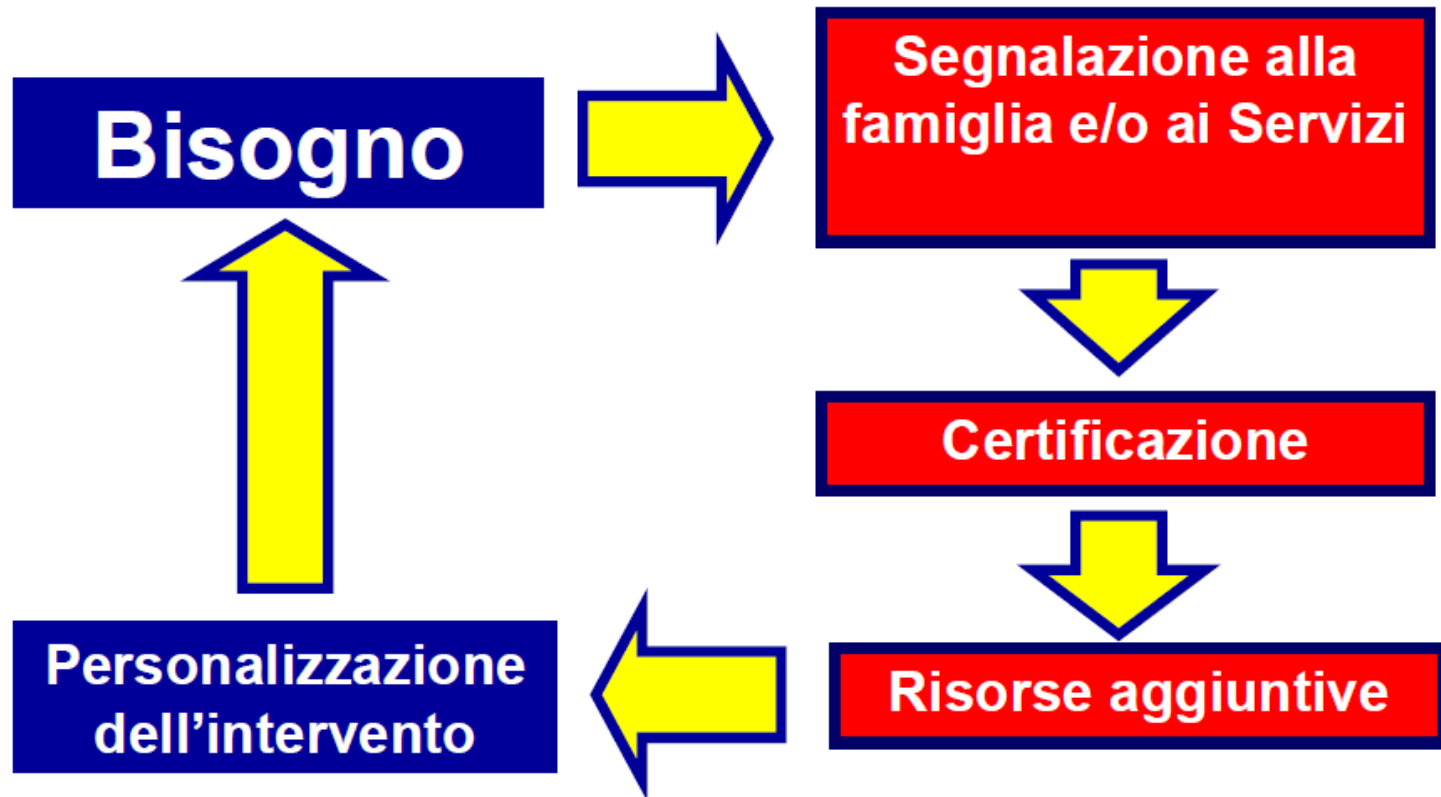 Bisogno
Segnalazione alla
famiglia e/o ai Servizi
Certificazione
Risorse aggiuntive
Personalizzazione
dell’intervento